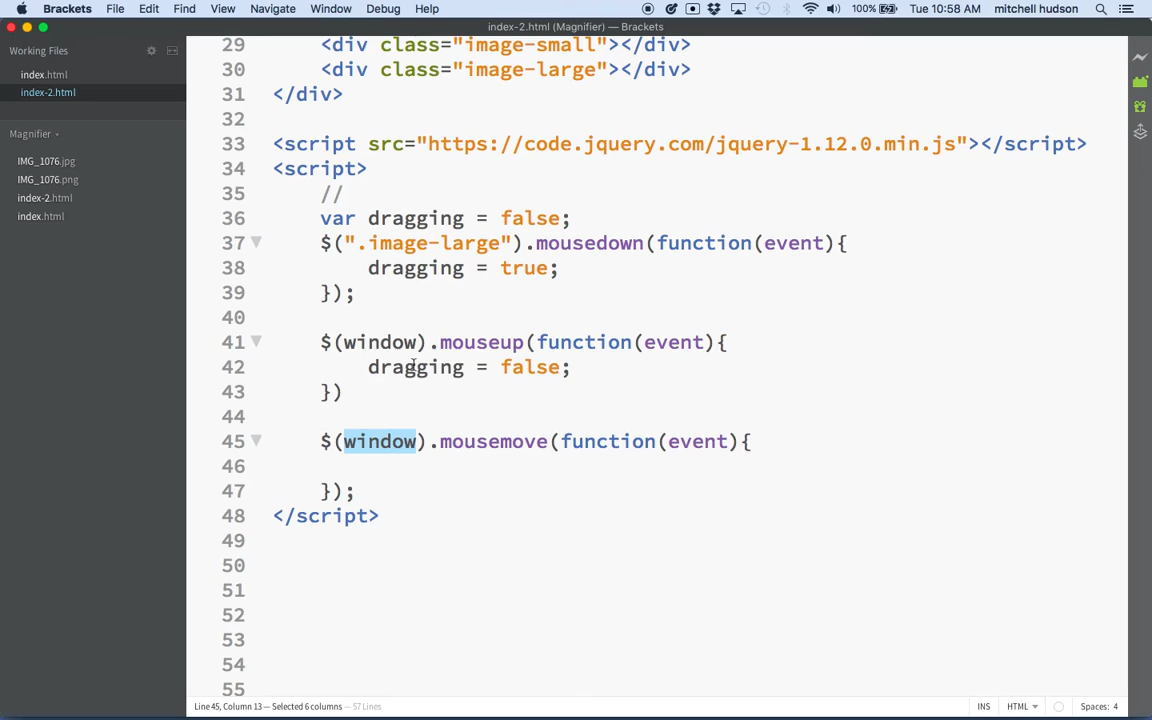 Brackets File Edit Find View Navigate Window Debug Help 100% Tue 10:58 AM mitchell hudson
index-2.html (Magnifier) — Brackets
Working Files
index.html
index-2.html
Magnifier
IMG_1076.jpg
IMG_1076.png
index-2.html
index.html
29 <div class="image-small"></div>
30 <div class="image-large"></div>
31 </div>
32
33 <script src="https://code.jquery.com/jquery-1.12.0.min.js"></script>
34 <script>
35 //
36 var dragging = false;
37 $(".image-large").mousedown(function(event){
38 dragging = true;
39 });
40
41 $(window).mouseup(function(event){
42 dragging = false;
43 })
44
45 $(window).mousemove(function(event){
46
47 });
48 </script>
49
50
51
52
53
54
55
Line 45, Column 13 — Selected 6 columns — 57 Lines INS HTML Spaces: 4